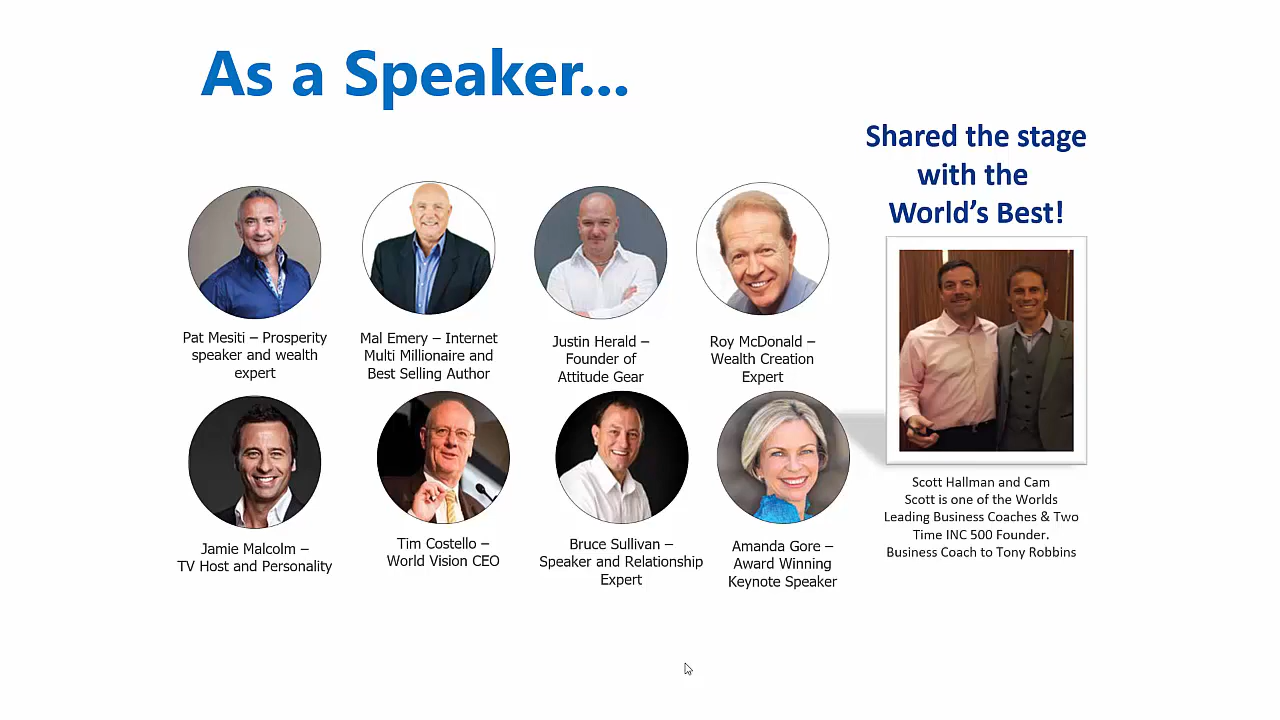 As a Speaker...
Shared the stage
with the
World's Best!
Pat Mesiti – Prosperity
speaker and wealth
expert
Mal Emery – Internet
Multi Millionaire and
Best Selling Author
Justin Herald –
Founder of
Attitude Gear
Roy McDonald –
Wealth Creation
Expert
Jamie Malcolm –
TV Host and Personality
Tim Costello –
World Vision CEO
Bruce Sullivan –
Speaker and Relationship
Expert
Amanda Gore –
Award Winning
Keynote Speaker
Scott Hallman and Cam
Scott is one of the Worlds
Leading Business Coaches & Two
Time INC 500 Founder.
Business Coach to Tony Robbins